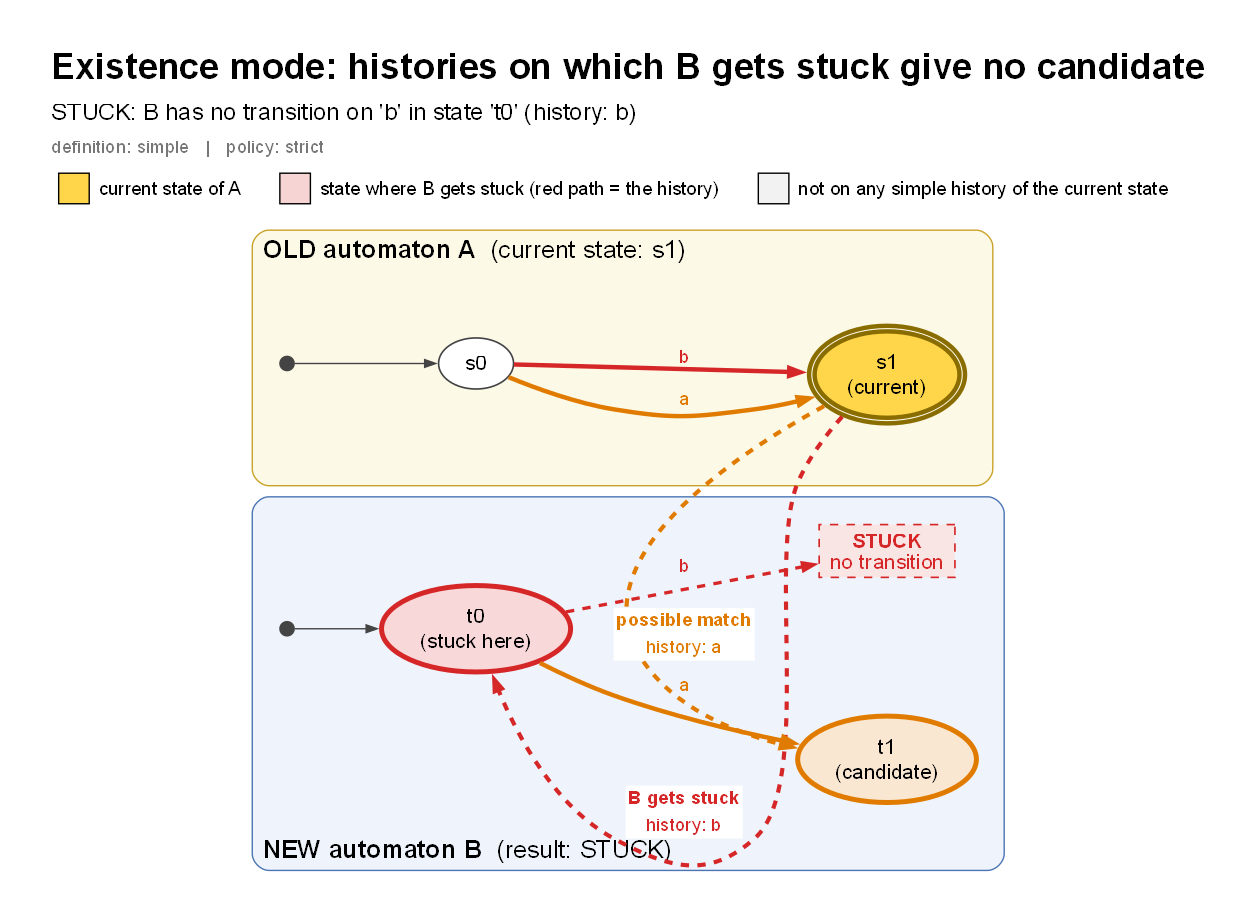 Existence mode: histories on which B gets stuck give no candidate
STUCK: B has no transition on 'b' in state 't0' (history: b)
definition: simple | policy: strict
current state of A
state where B gets stuck (red path = the history)
not on any simple history of the current state
OLD automaton A (current state: s1)
s0
b
a
s1
(current)
STUCK
no transition
b
t0
(stuck here)
possible match
history: a
a
t1
(candidate)
B gets stuck
history: b
NEW automaton B (result: STUCK)